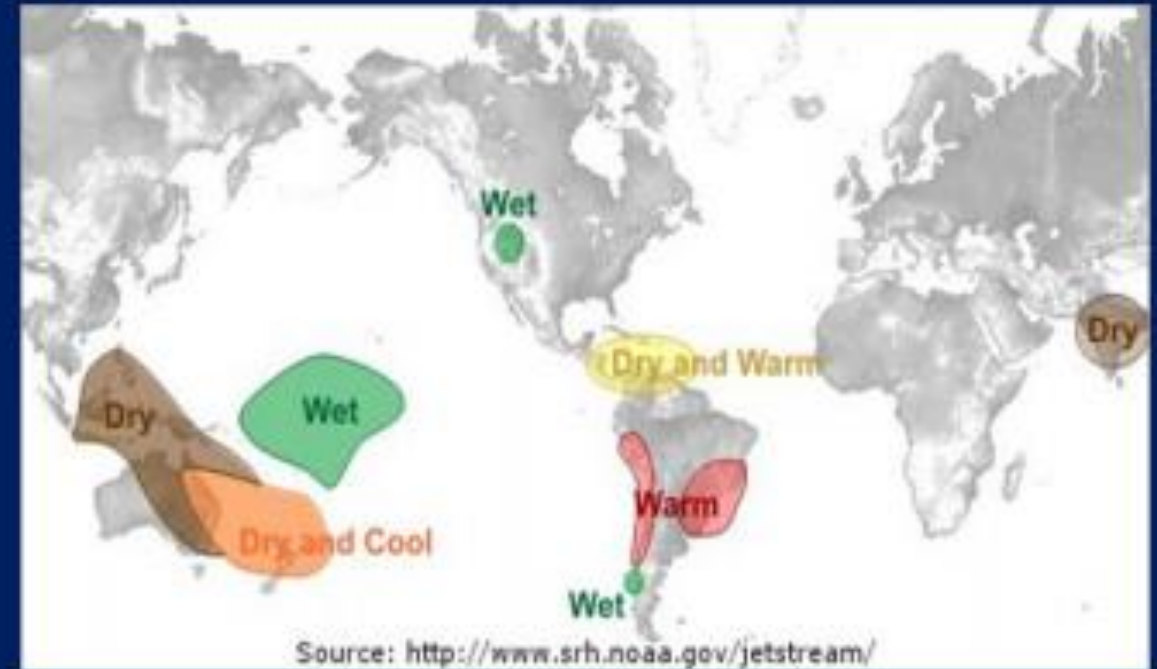 Wet
Dry and Warm
Dry
Dry
Wet
Warm
Dry and Cool
Wet
Source: http://www.srh.noaa.gov/jetstream/